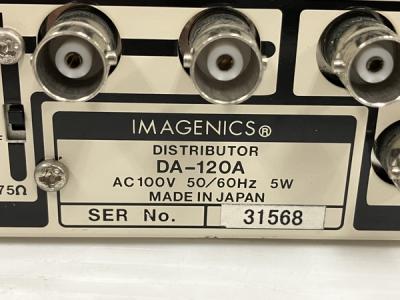 IMAGENICS®
DISTRIBUTOR
DA-120A
AC100V 50/60Hz 5W
MADE IN JAPAN
SER No. 31568
75Ω